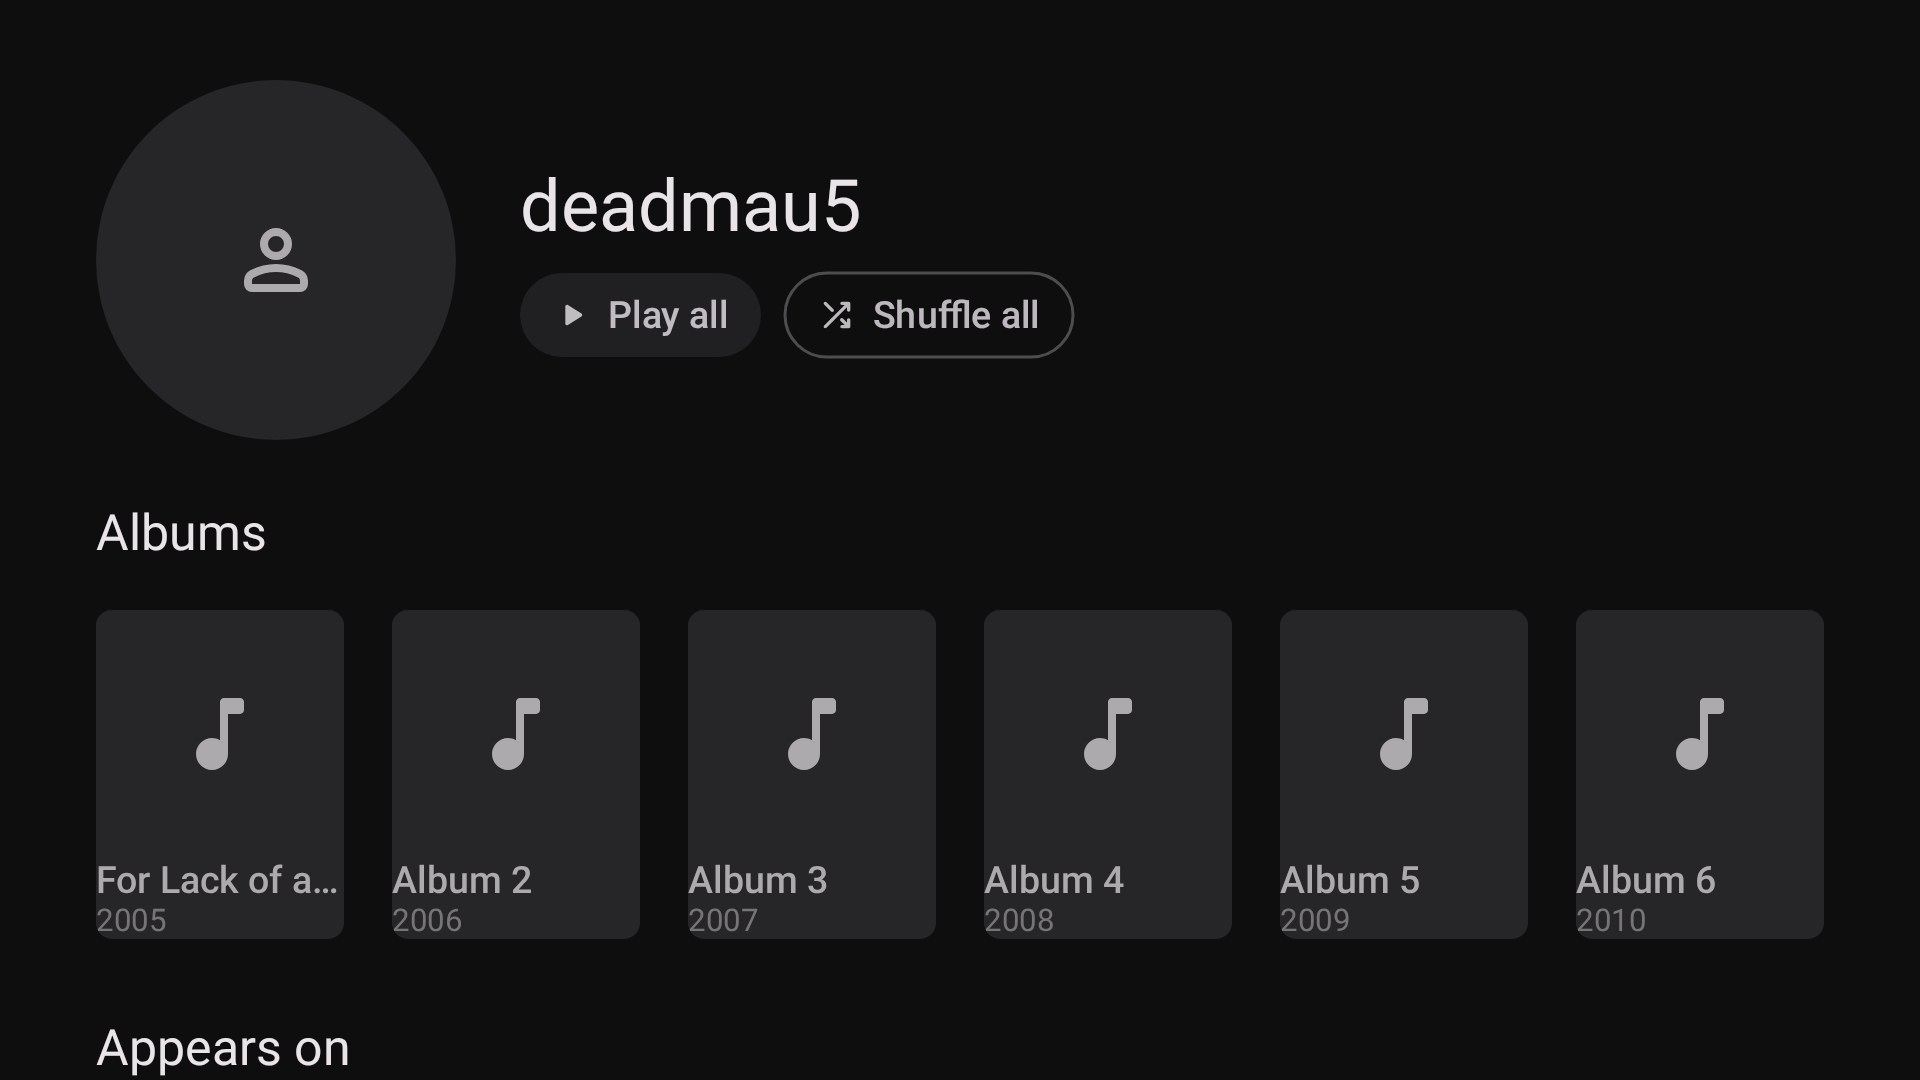 deadmau5
Play all
Shuffle all
Albums
For Lack of a...
2005
Album 2
2006
Album 3
2007
Album 4
2008
Album 5
2009
Album 6
2010
Appears on